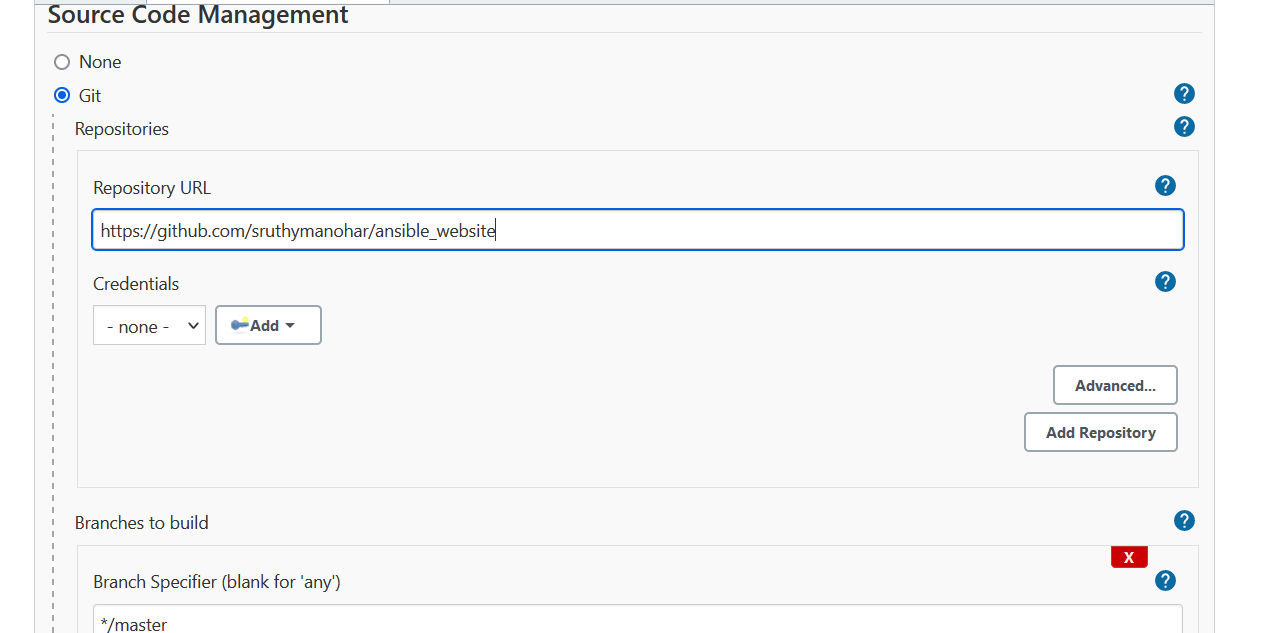 Source Code Management
None
Git
?
Repositories
?
Repository URL
?
https://github.com/sruthymanohar/ansible_website
Credentials
?
- none -
Add
Advanced...
Add Repository
Branches to build
?
X
Branch Specifier (blank for 'any')
?
*/master